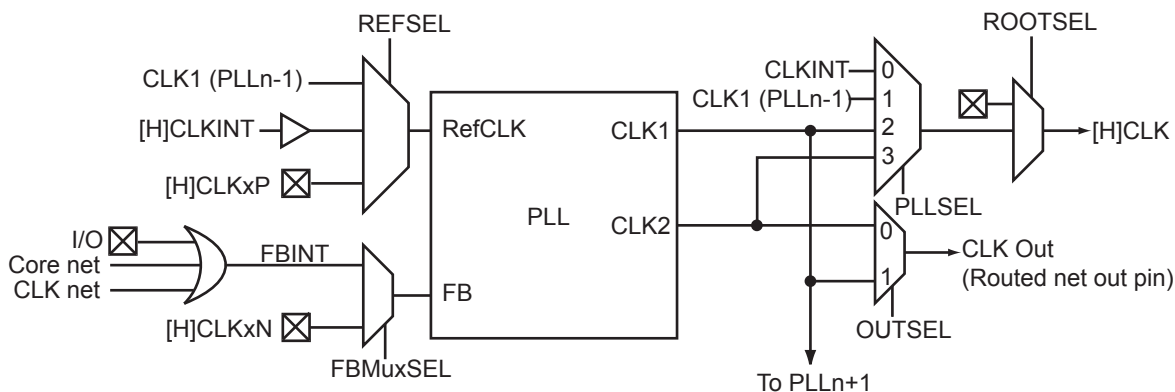 REFSEL
ROOTSEL
CLK1 (PLLn-1)
CLKINT
0
CLK1 (PLLn-1)
1
[H]CLKINT
RefCLK
CLK1
2
[H]CLK
3
[H]CLKxP
PLL
PLLSEL
I/O
CLK2
0
Core net
FBINT
CLK Out
CLK net
(Routed net out pin)
FB
1
[H]CLKxN
OUTSEL
FBMuxSEL
To PLLn+1